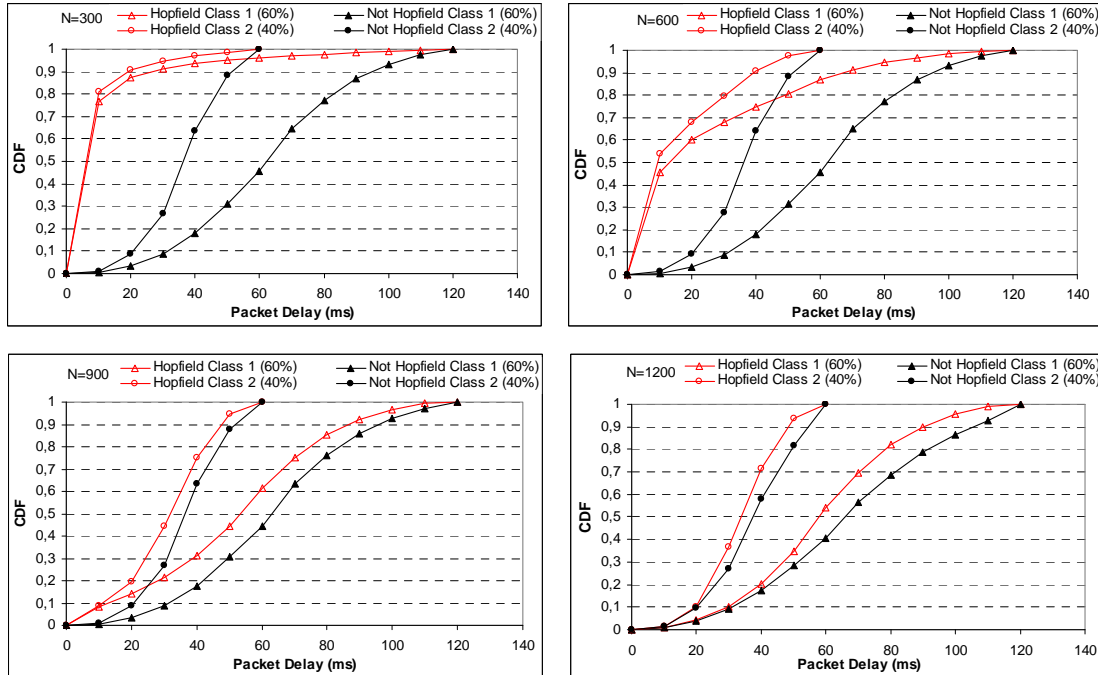 N=300
Hopfield Class 1 (60%) Not Hopfield Class 1 (60%)
Hopfield Class 2 (40%) Not Hopfield Class 2 (40%)
1
0,9
0,8
0,7
0,6
0,5
0,4
0,3
0,2
0,1
0
CDF
0 20 40 60 80 100 120 140
Packet Delay (ms)
N=600
Hopfield Class 1 (60%) Not Hopfield Class 1 (60%)
Hopfield Class 2 (40%) Not Hopfield Class 2 (40%)
1
0,9
0,8
0,7
0,6
0,5
0,4
0,3
0,2
0,1
0
CDF
0 20 40 60 80 100 120 140
Packet Delay (ms)
N=900
Hopfield Class 1 (60%) Not Hopfield Class 1 (60%)
Hopfield Class 2 (40%) Not Hopfield Class 2 (40%)
1
0,9
0,8
0,7
0,6
0,5
0,4
0,3
0,2
0,1
0
CDF
0 20 40 60 80 100 120 140
Packet Delay (ms)
N=1200
Hopfield Class 1 (60%) Not Hopfield Class 1 (60%)
Hopfield Class 2 (40%) Not Hopfield Class 2 (40%)
1
0,9
0,8
0,7
0,6
0,5
0,4
0,3
0,2
0,1
0
CDF
0 20 40 60 80 100 120 140
Packet Delay (ms)